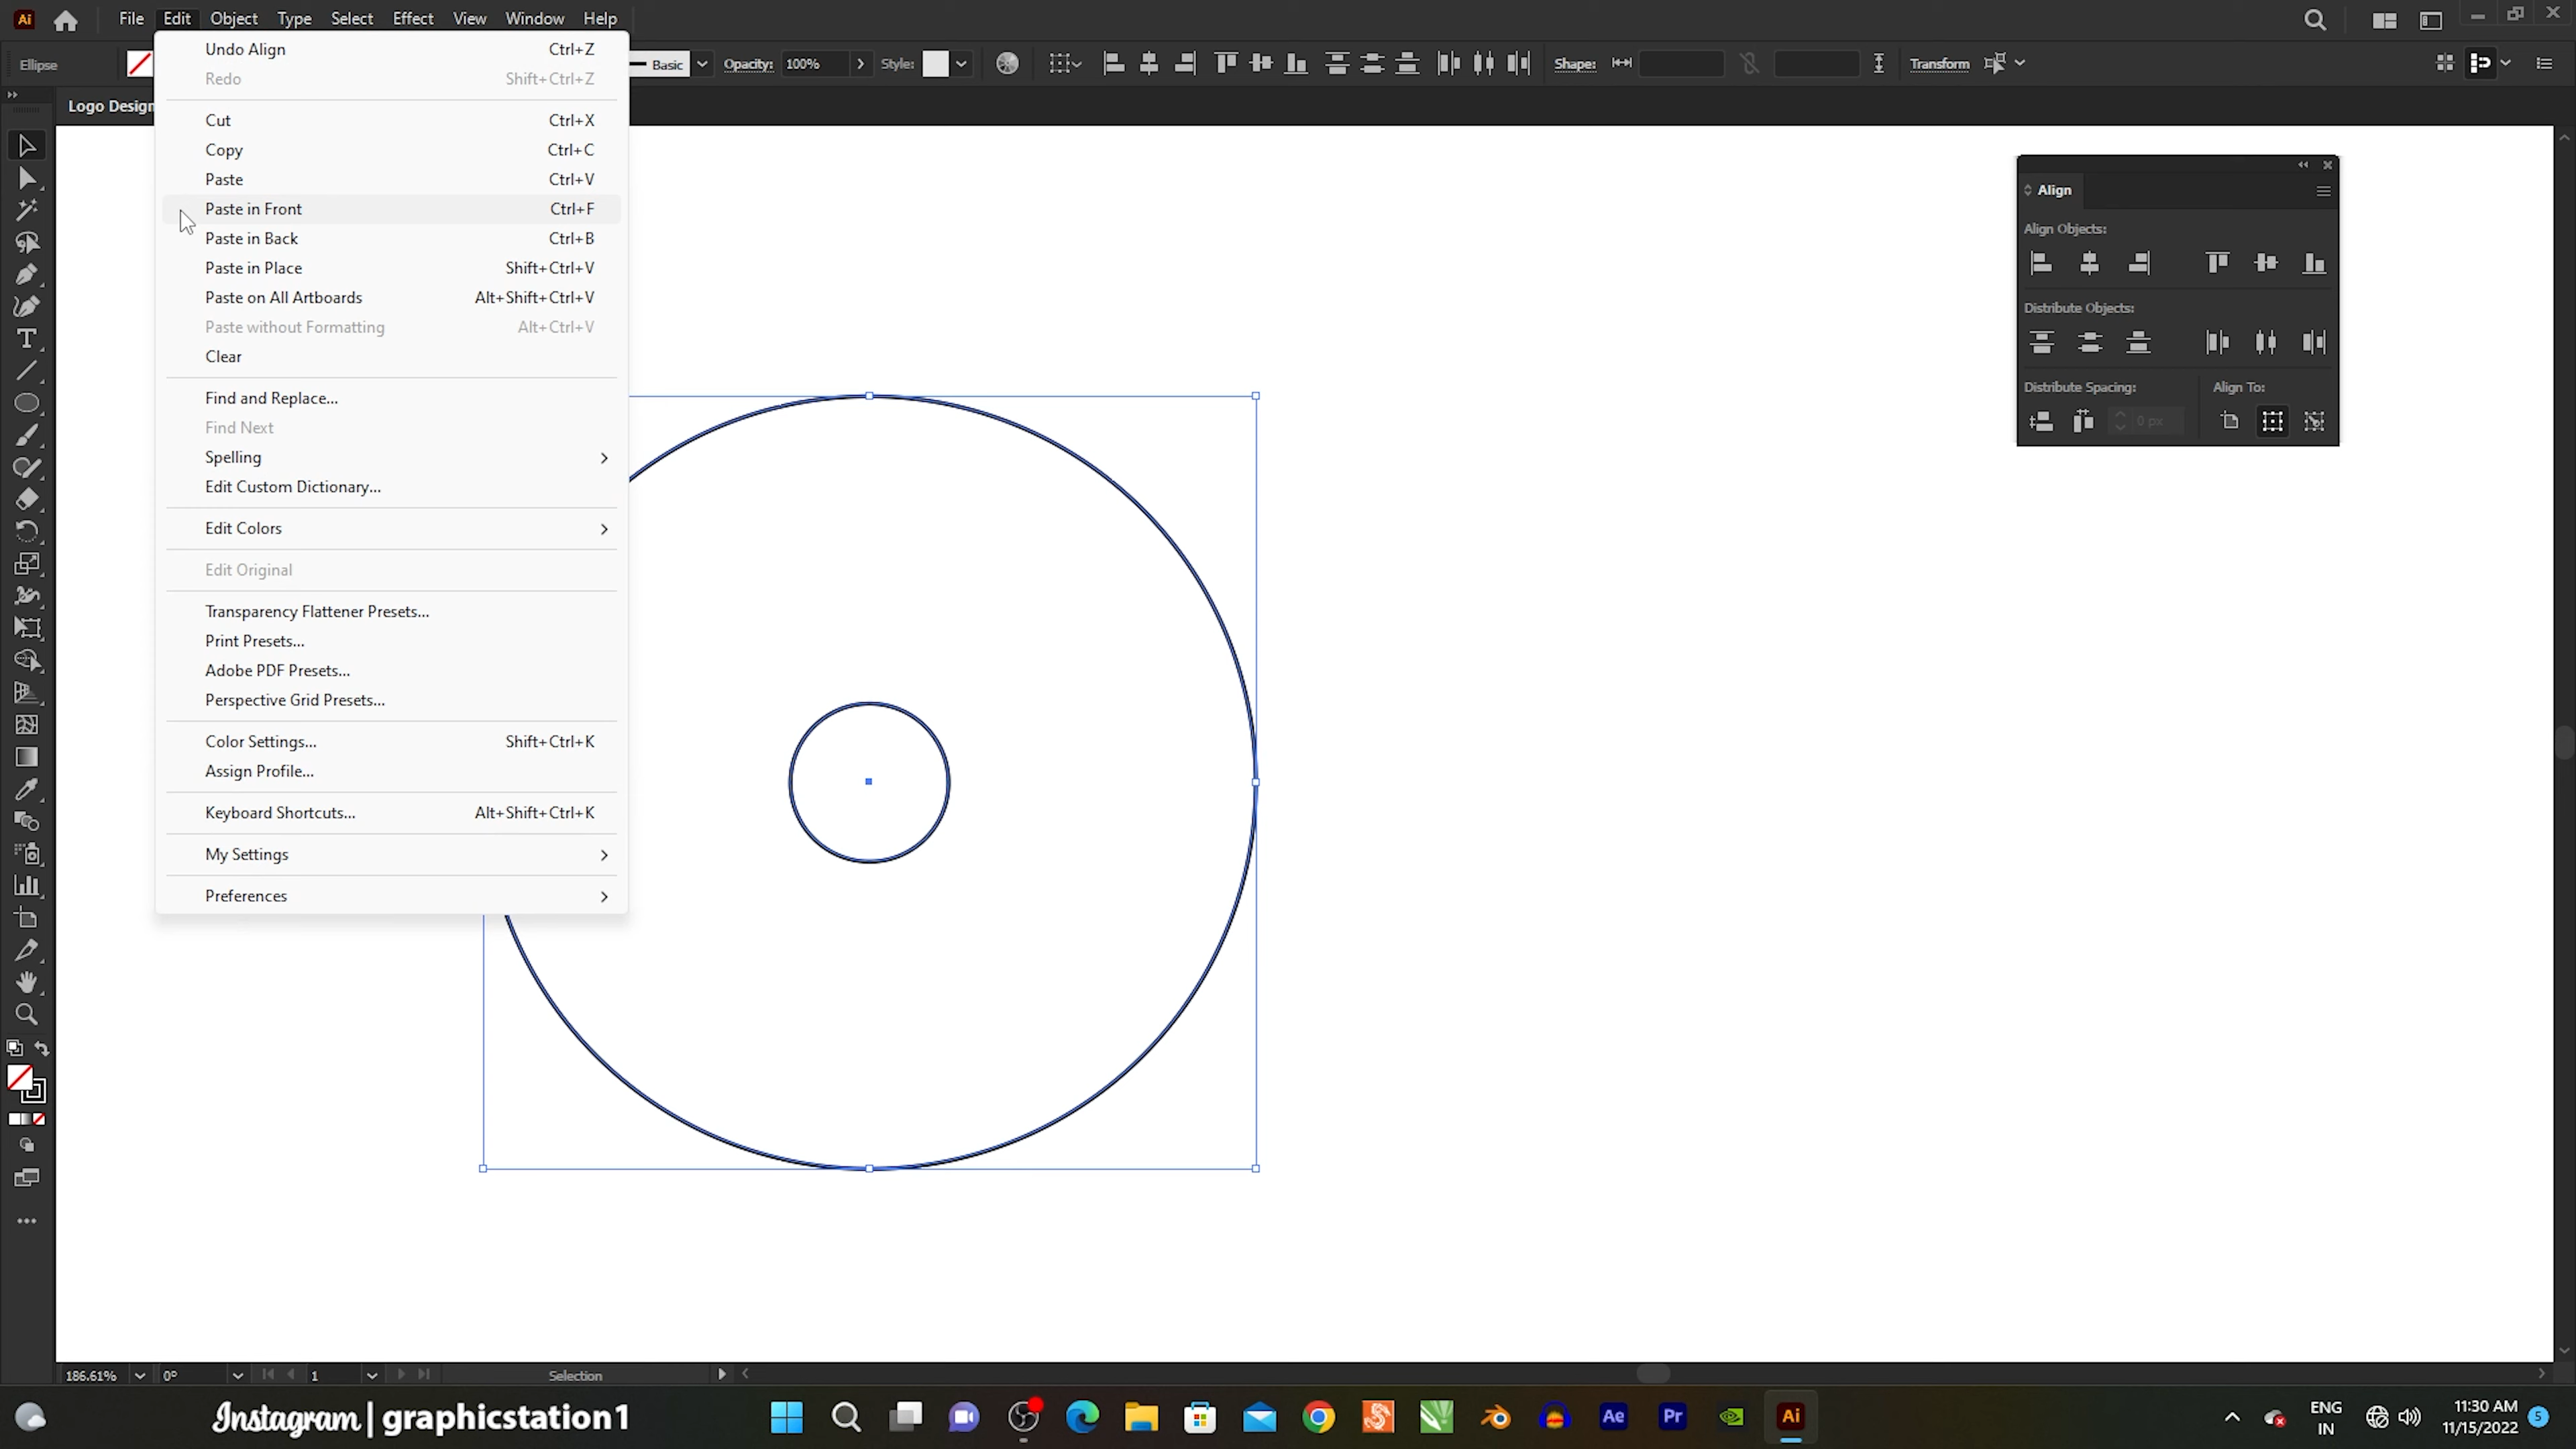 Ai File Edit Object Type Select Effect View Window Help
Ellipse Basic Opacity: 100% Style: Shape: Transform
Logo Design
Undo Align Ctrl+Z
Redo Shift+Ctrl+Z
Cut Ctrl+X
Copy Ctrl+C
Paste Ctrl+V
Paste in Front Ctrl+F
Paste in Back Ctrl+B
Paste in Place Shift+Ctrl+V
Paste on All Artboards Alt+Shift+Ctrl+V
Paste without Formatting Alt+Ctrl+V
Clear
Find and Replace...
Find Next
Spelling
Edit Custom Dictionary...
Edit Colors
Edit Original
Transparency Flattener Presets...
Print Presets...
Adobe PDF Presets...
Perspective Grid Presets...
Color Settings... Shift+Ctrl+K
Assign Profile...
Keyboard Shortcuts... Alt+Shift+Ctrl+K
My Settings
Preferences
Align
Align Objects:
Distribute Objects:
Distribute Spacing: Align To:
0 px
186.61% 0° 1 Selection
Instagram | graphicstation1
Ae Pr Ai
ENG
IN
11:30 AM
11/15/2022
5